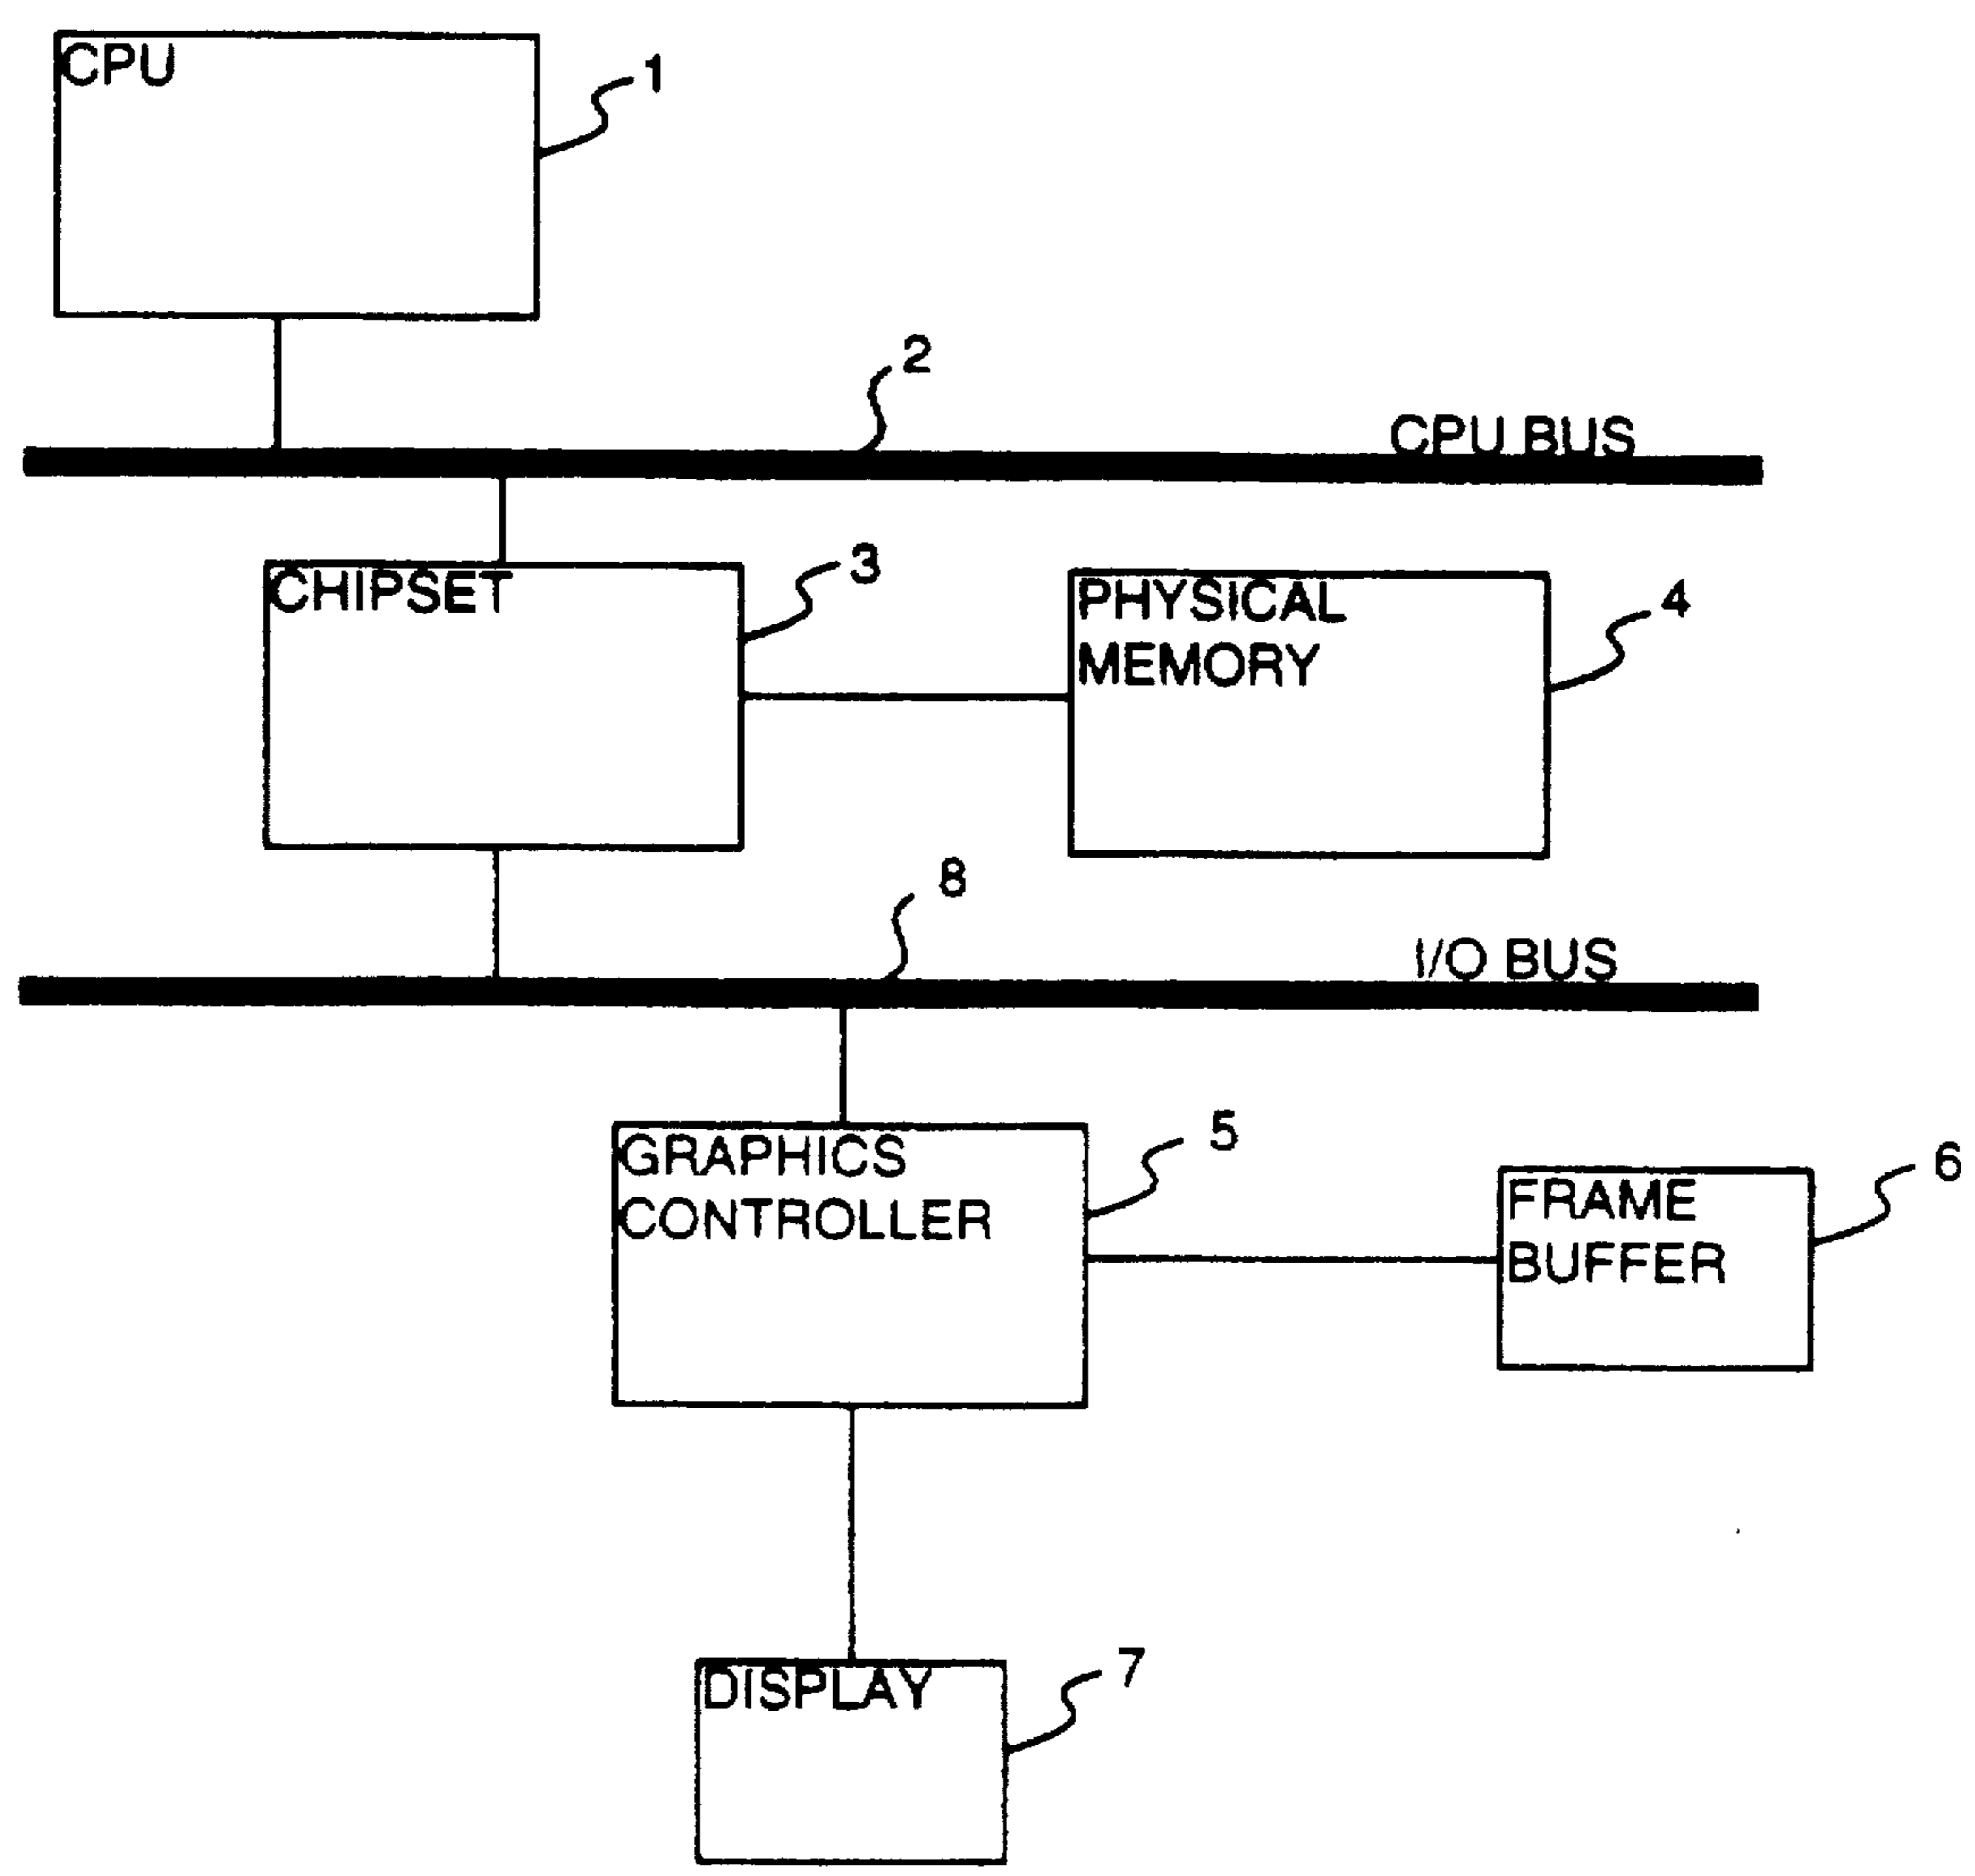 CPU
1
2
CPU BUS
CHIPSET
3
PHYSICAL
MEMORY
4
8
I/O BUS
GRAPHICS
CONTROLLER
5
FRAME
BUFFER
6
DISPLAY
7